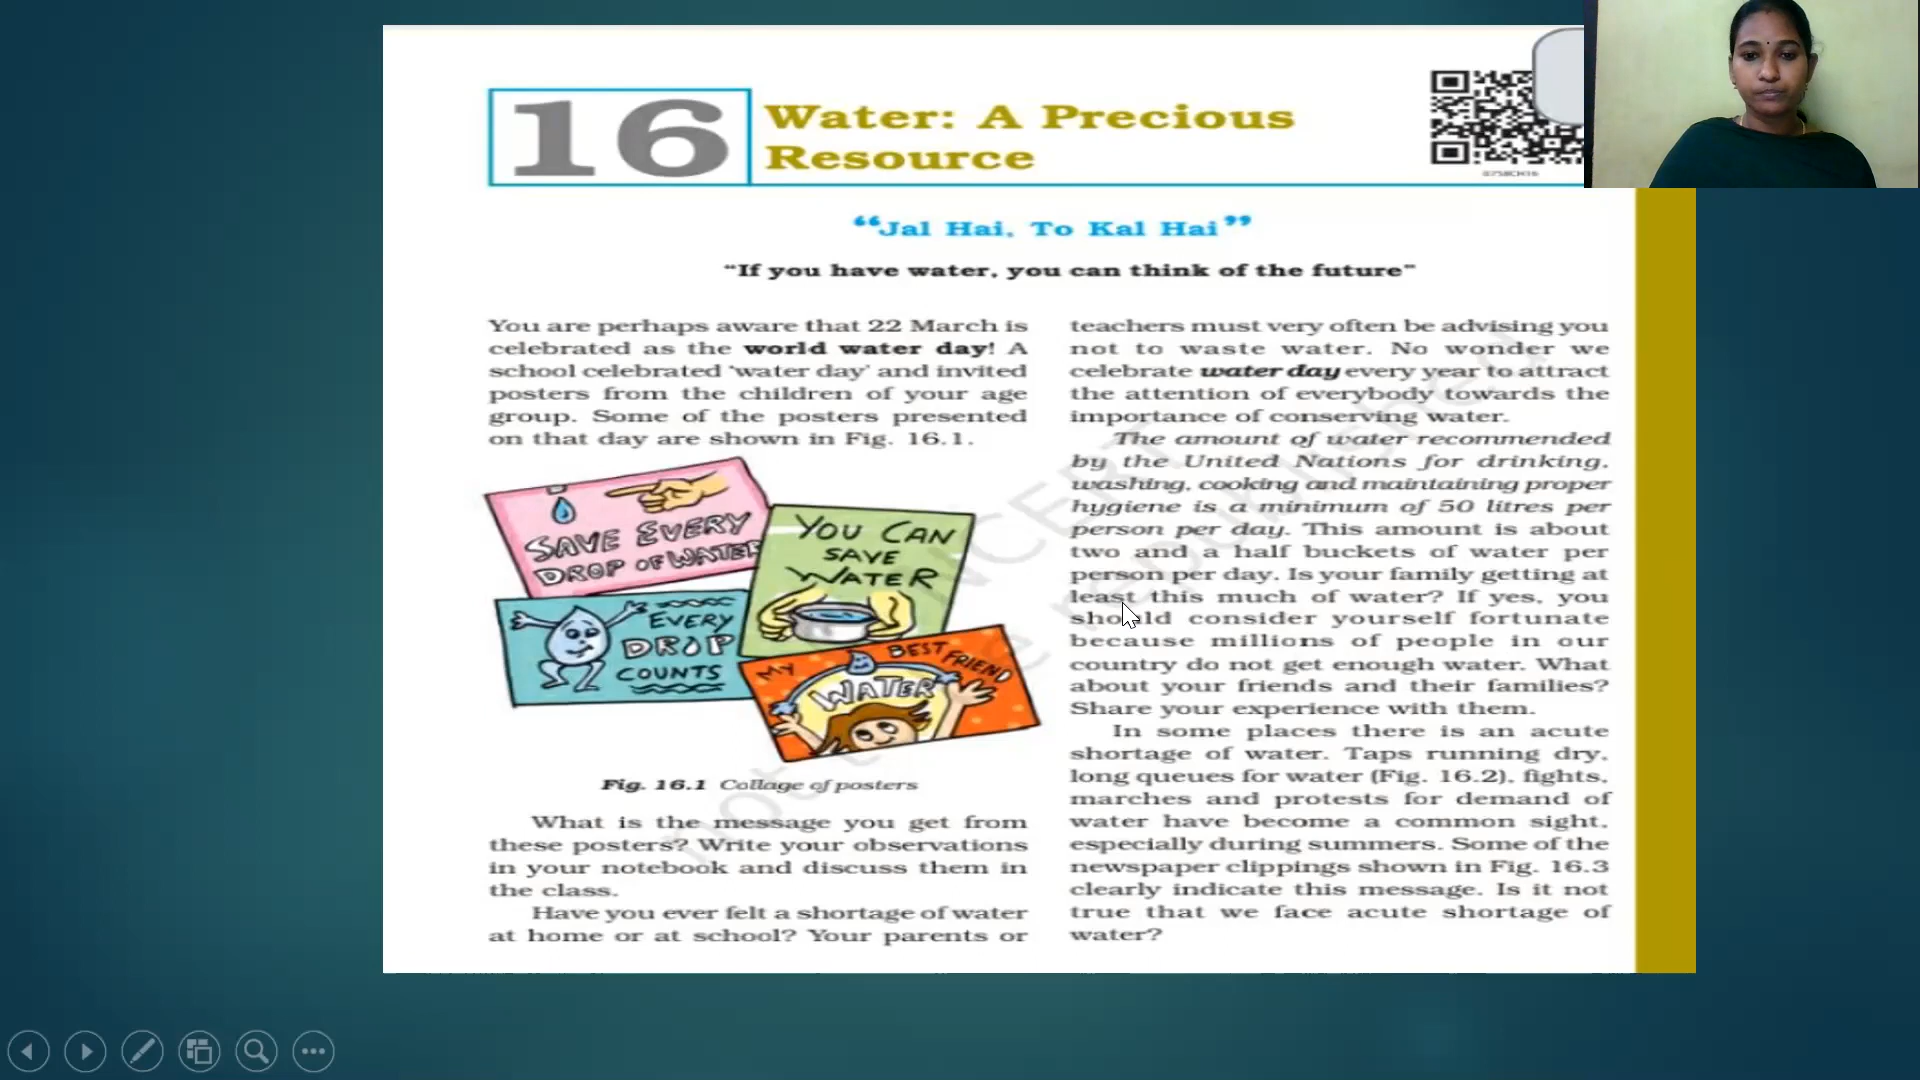 16
Water: A Precious
Resource
0758CH16
“Jal Hai, To Kal Hai”
“If you have water, you can think of the future”
You are perhaps aware that 22 March is
celebrated as the world water day! A
school celebrated ‘water day’ and invited
posters from the children of your age
group. Some of the posters presented
on that day are shown in Fig. 16.1.
SAVE EVERY
DROP OF WATER
YOU CAN
SAVE
WATER
EVERY
DROP
COUNTS
MY BEST FRIEND
WATER
Fig. 16.1 Collage of posters
What is the message you get from
these posters? Write your observations
in your notebook and discuss them in
the class.
Have you ever felt a shortage of water
at home or at school? Your parents or
teachers must very often be advising you
not to waste water. No wonder we
celebrate water day every year to attract
the attention of everybody towards the
importance of conserving water.
The amount of water recommended
by the United Nations for drinking,
washing, cooking and maintaining proper
hygiene is a minimum of 50 litres per
person per day. This amount is about
two and a half buckets of water per
person per day. Is your family getting at
least this much of water? If yes, you
should consider yourself fortunate
because millions of people in our
country do not get enough water. What
about your friends and their families?
Share your experience with them.
In some places there is an acute
shortage of water. Taps running dry,
long queues for water (Fig. 16.2), fights,
marches and protests for demand of
water have become a common sight,
especially during summers. Some of the
newspaper clippings shown in Fig. 16.3
clearly indicate this message. Is it not
true that we face acute shortage of
water?
NCERT
not be republished